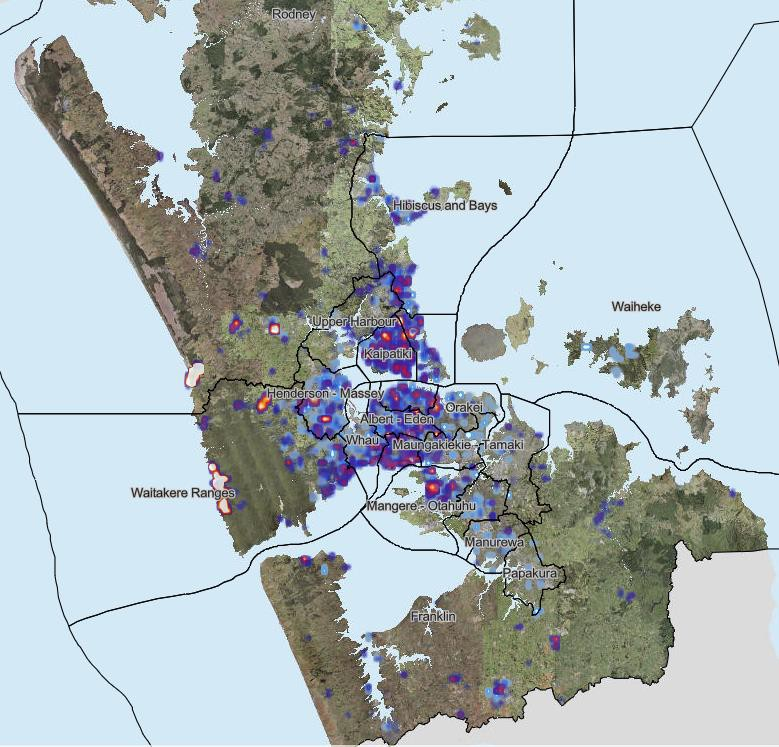 Rodney
Hibiscus and Bays
Waiheke
Upper Harbour
Kaipatiki
Henderson - Massey
Orakei
Albert - Eden
Whau
Maungakiekie - Tamaki
Waitakere Ranges
Mangere - Otahuhu
Manurewa
Papakura
Franklin